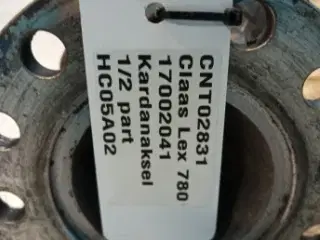 CNT02831
Claas Lex 780
17002041
Kardanaksel
1/2 part
HC05A02